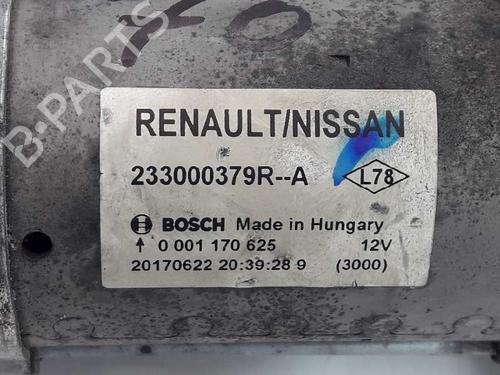 B-PARTS
RENAULT/NISSAN
233000379R--A
L78
BOSCH Made in Hungary
↑ 0 001 170 625 12V
20170622 20:39:28 9 (3000)